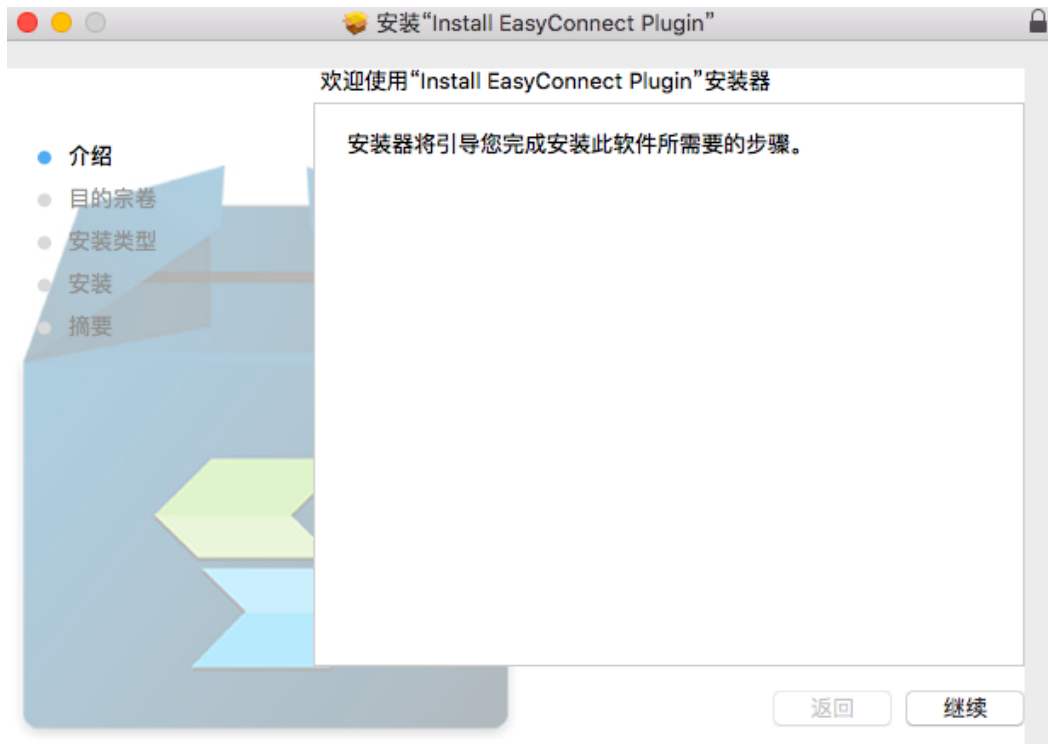 安装“Install EasyConnect Plugin”
欢迎使用“Install EasyConnect Plugin”安装器
介绍
目的宗卷
安装类型
安装
摘要
安装器将引导您完成安装此软件所需要的步骤。
返回
继续